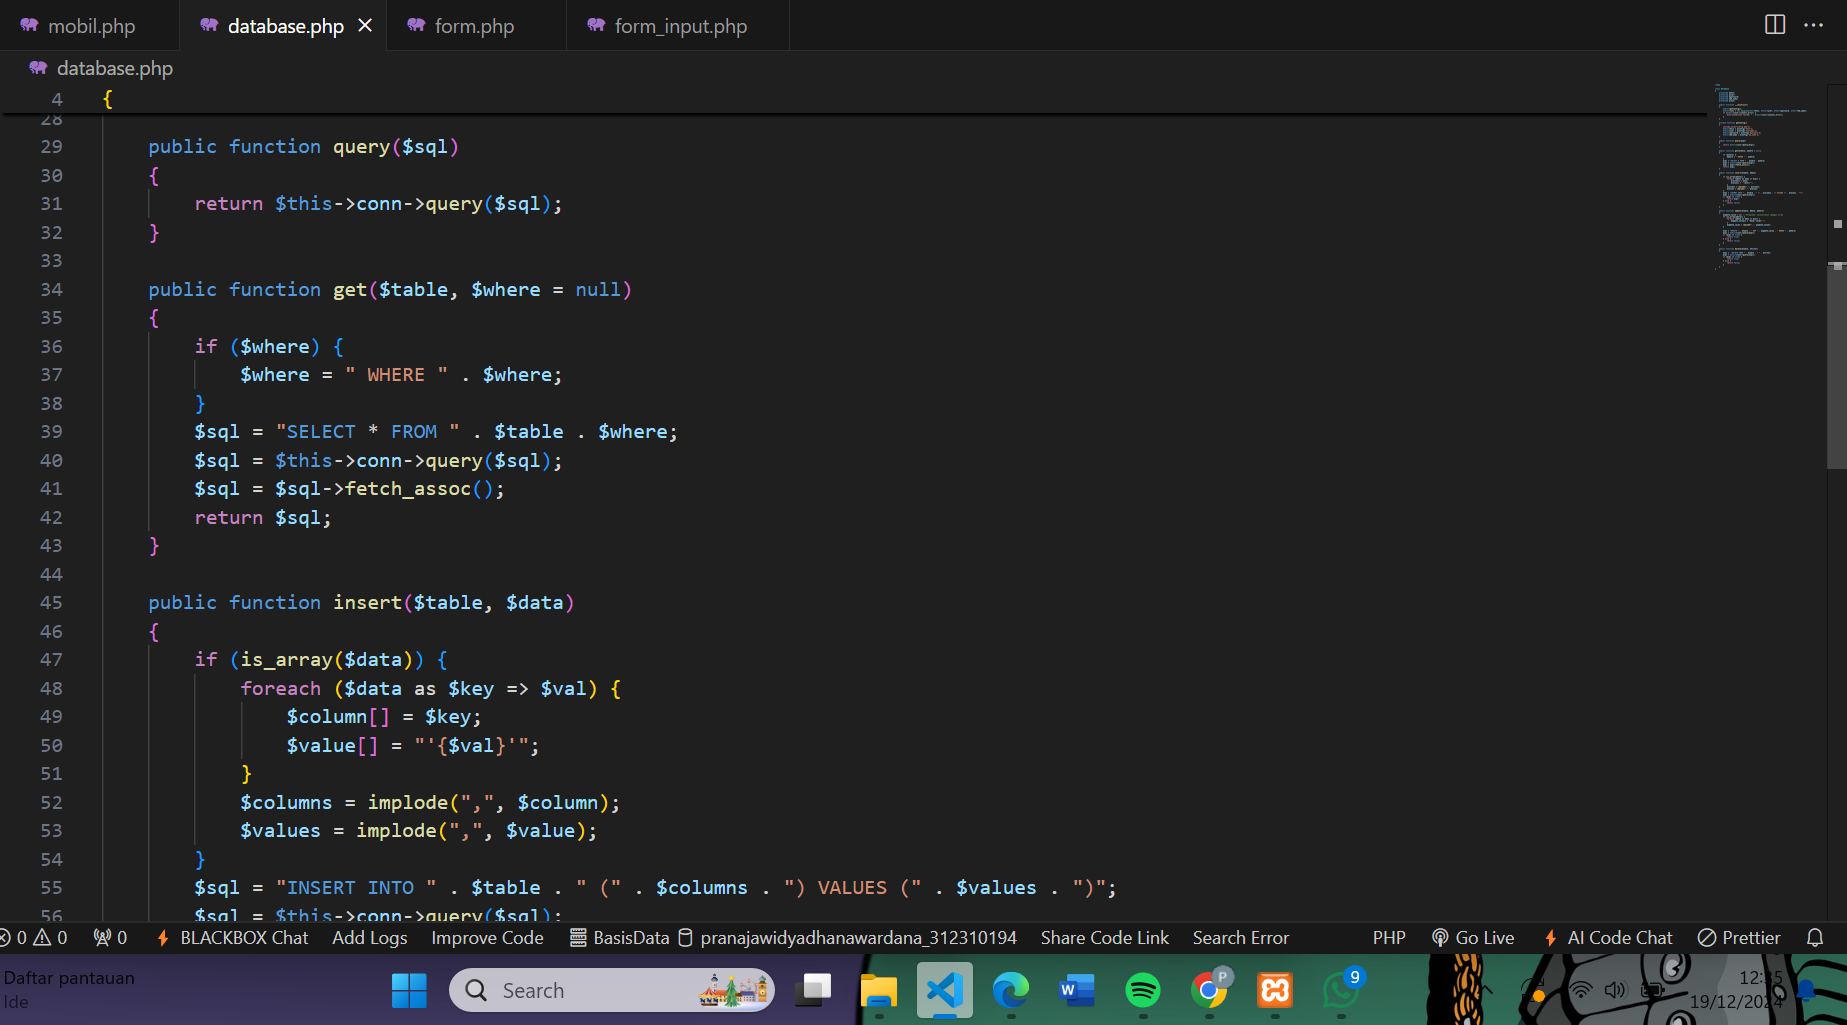 mobil.php
database.php
form.php
form_input.php
database.php
4 {
28
29 public function query($sql)
30 {
31 return $this->conn->query($sql);
32 }
33
34 public function get($table, $where = null)
35 {
36 if ($where) {
37 $where = " WHERE " . $where;
38 }
39 $sql = "SELECT * FROM " . $table . $where;
40 $sql = $this->conn->query($sql);
41 $sql = $sql->fetch_assoc();
42 return $sql;
43 }
44
45 public function insert($table, $data)
46 {
47 if (is_array($data)) {
48 foreach ($data as $key => $val) {
49 $column[] = $key;
50 $value[] = "'{$val}'";
51 }
52 $columns = implode(",", $column);
53 $values = implode(",", $value);
54 }
55 $sql = "INSERT INTO " . $table . " (" . $columns . ") VALUES (" . $values . ")";
56 $sql = $this->conn->query($sql);
0 0 0 BLACKBOX Chat Add Logs Improve Code BasisData pranajawidyadhanawardana_312310194 Share Code Link Search Error PHP Go Live AI Code Chat Prettier
Daftar pantauan
Ide
Search
W
P
9
12:35
19/12/2024